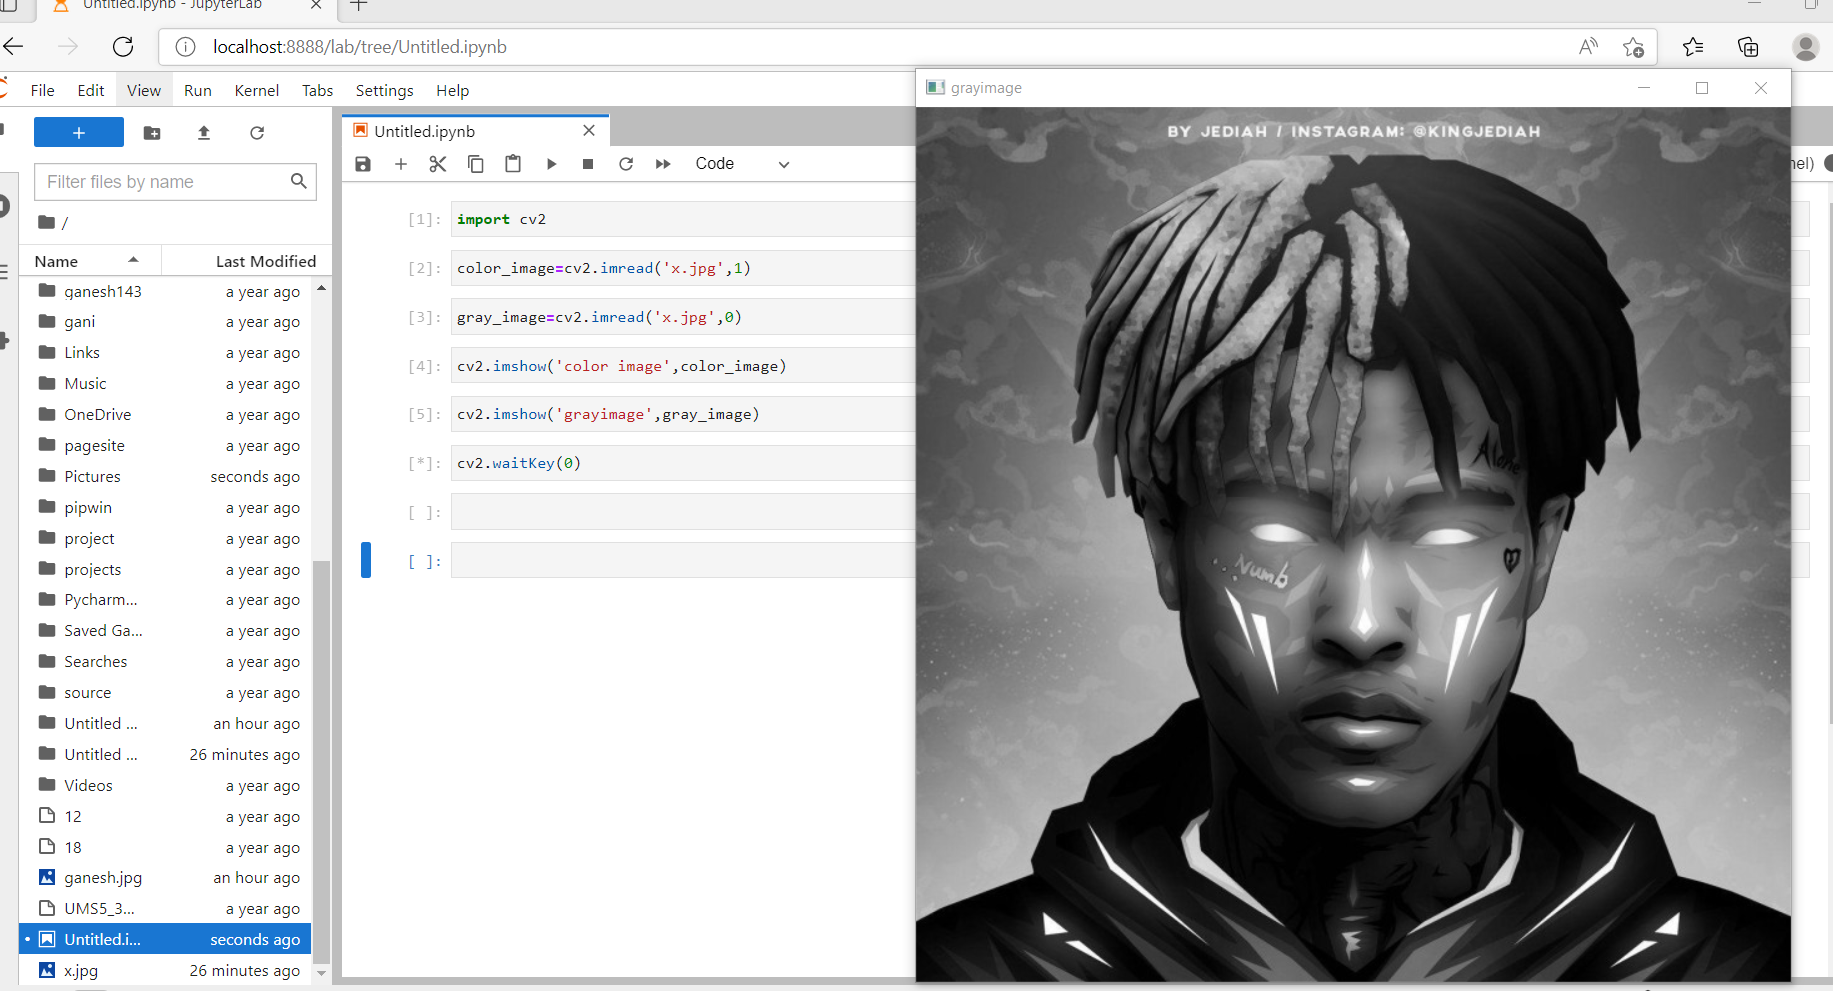 Untitled.ipynb - JupyterLab
localhost:8888/lab/tree/Untitled.ipynb
File Edit View Run Kernel Tabs Settings Help
grayimage
Untitled.ipynb
Code
Filter files by name
/
Name Last Modified
ganesh143 a year ago
gani a year ago
Links a year ago
Music a year ago
OneDrive a year ago
pagesite a year ago
Pictures seconds ago
pipwin a year ago
project a year ago
projects a year ago
Pycharm... a year ago
Saved Ga... a year ago
Searches a year ago
source a year ago
Untitled ... an hour ago
Untitled ... 26 minutes ago
Videos a year ago
12 a year ago
18 a year ago
ganesh.jpg an hour ago
UMS5_3... a year ago
Untitled.i... seconds ago
x.jpg 26 minutes ago
[1]: import cv2
[2]: color_image=cv2.imread('x.jpg',1)
[3]: gray_image=cv2.imread('x.jpg',0)
[4]: cv2.imshow('color image',color_image)
[5]: cv2.imshow('grayimage',gray_image)
[*]: cv2.waitKey(0)
[ ]:
[ ]:
BY JEDIAH / INSTAGRAM: @KINGJEDIAH
Alone
...Numb